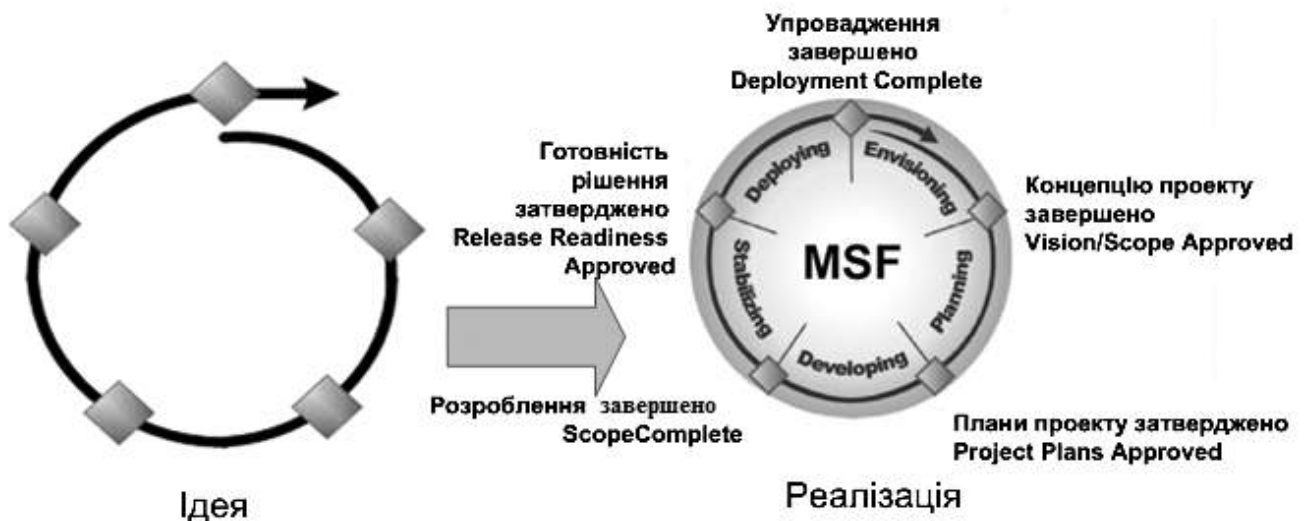 Упровадження
завершено
Deployment Complete
Готовність
рішення
затверджено
Release Readiness
Approved
Deploying
Envisioning
Концепцію проекту
завершено
Vision/Scope Approved
MSF
Stabilizing
Planning
Developing
Розроблення завершено
ScopeComplete
Плани проекту затверджено
Project Plans Approved
Ідея
Реалізація